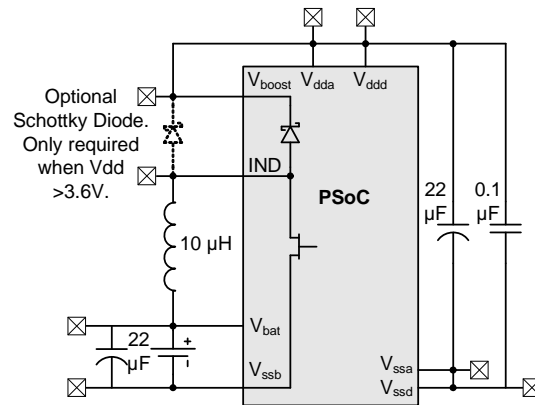 Vboost
Vdda
Vddd
Optional
Schottky Diode.
Only required
when Vdd
>3.6V.
IND
PSoC
22
µF
0.1
µF
10 µH
22
µF
+
-
Vbat
Vssb
Vssa
Vssd